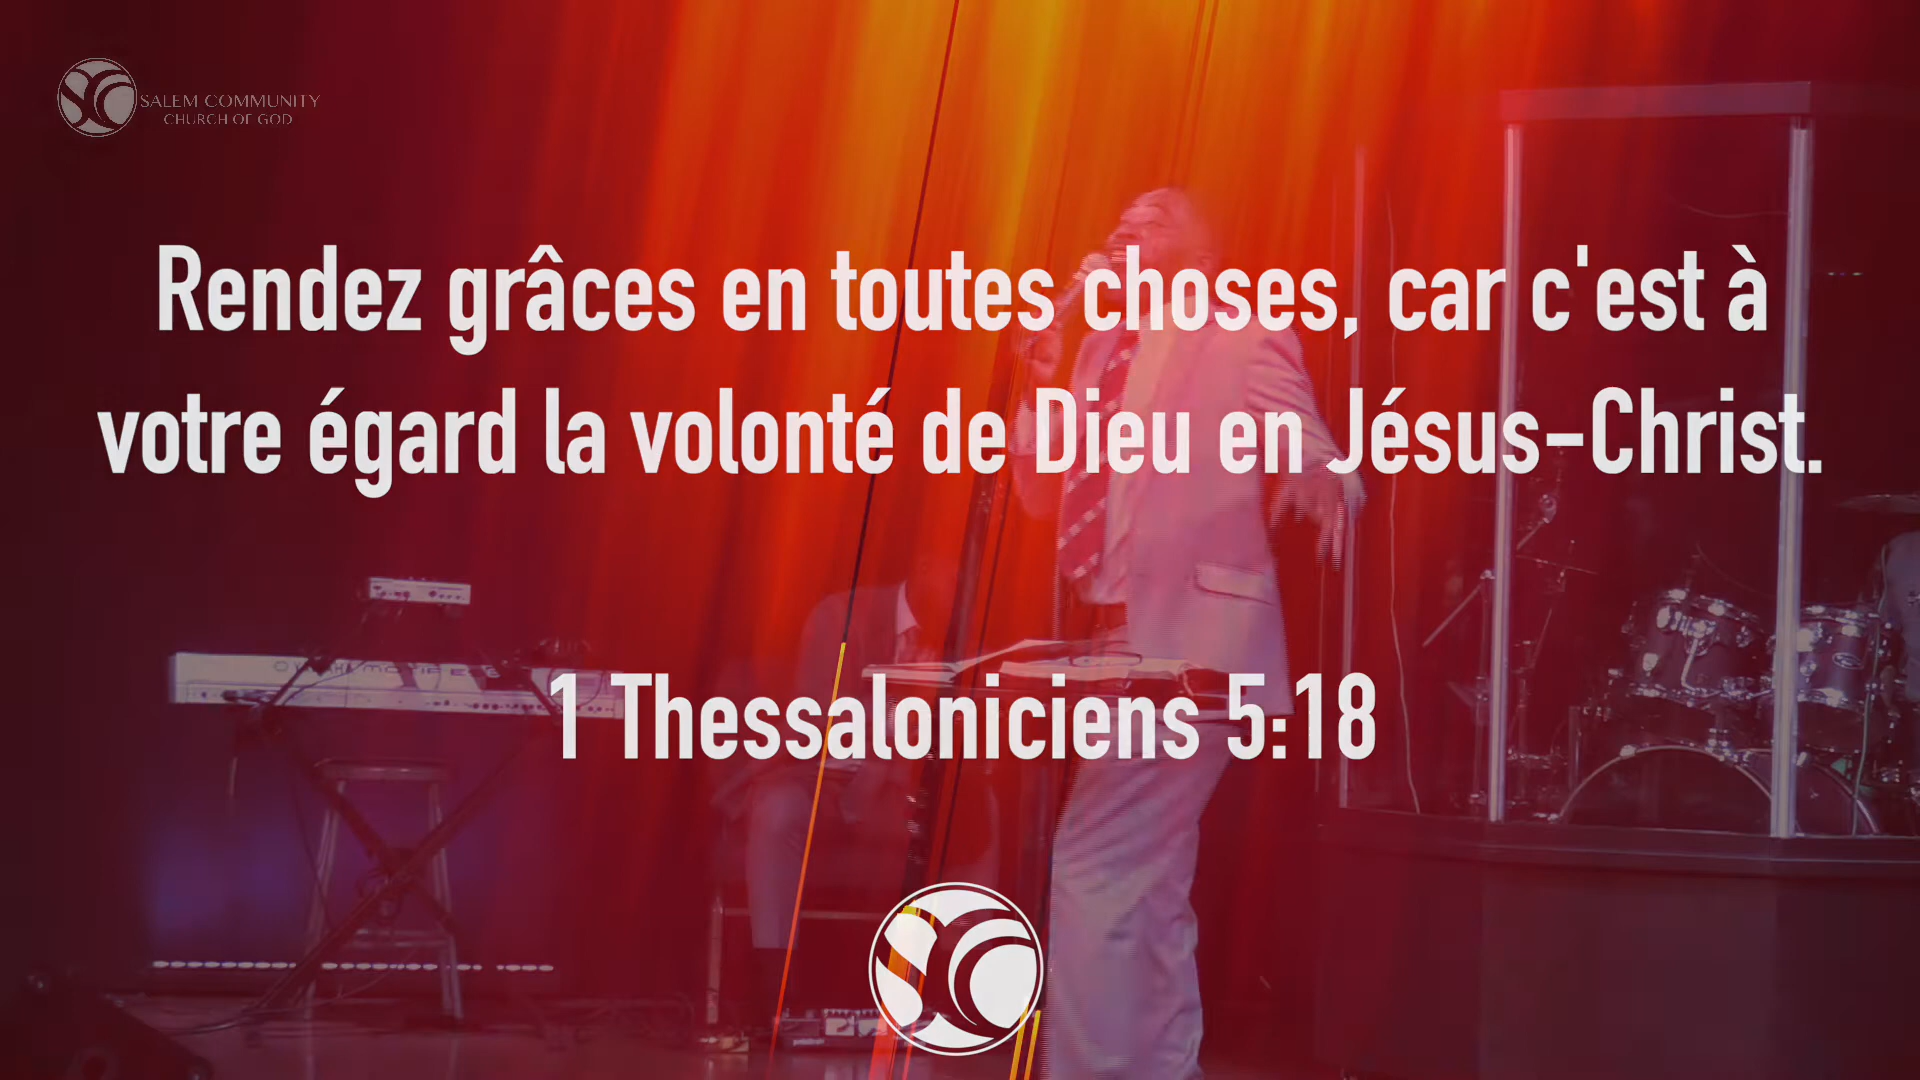 SALEM COMMUNITY
CHURCH OF GOD
Rendez grâces en toutes choses, car c'est à
votre égard la volonté de Dieu en Jésus-Christ.
1 Thessaloniciens 5:18